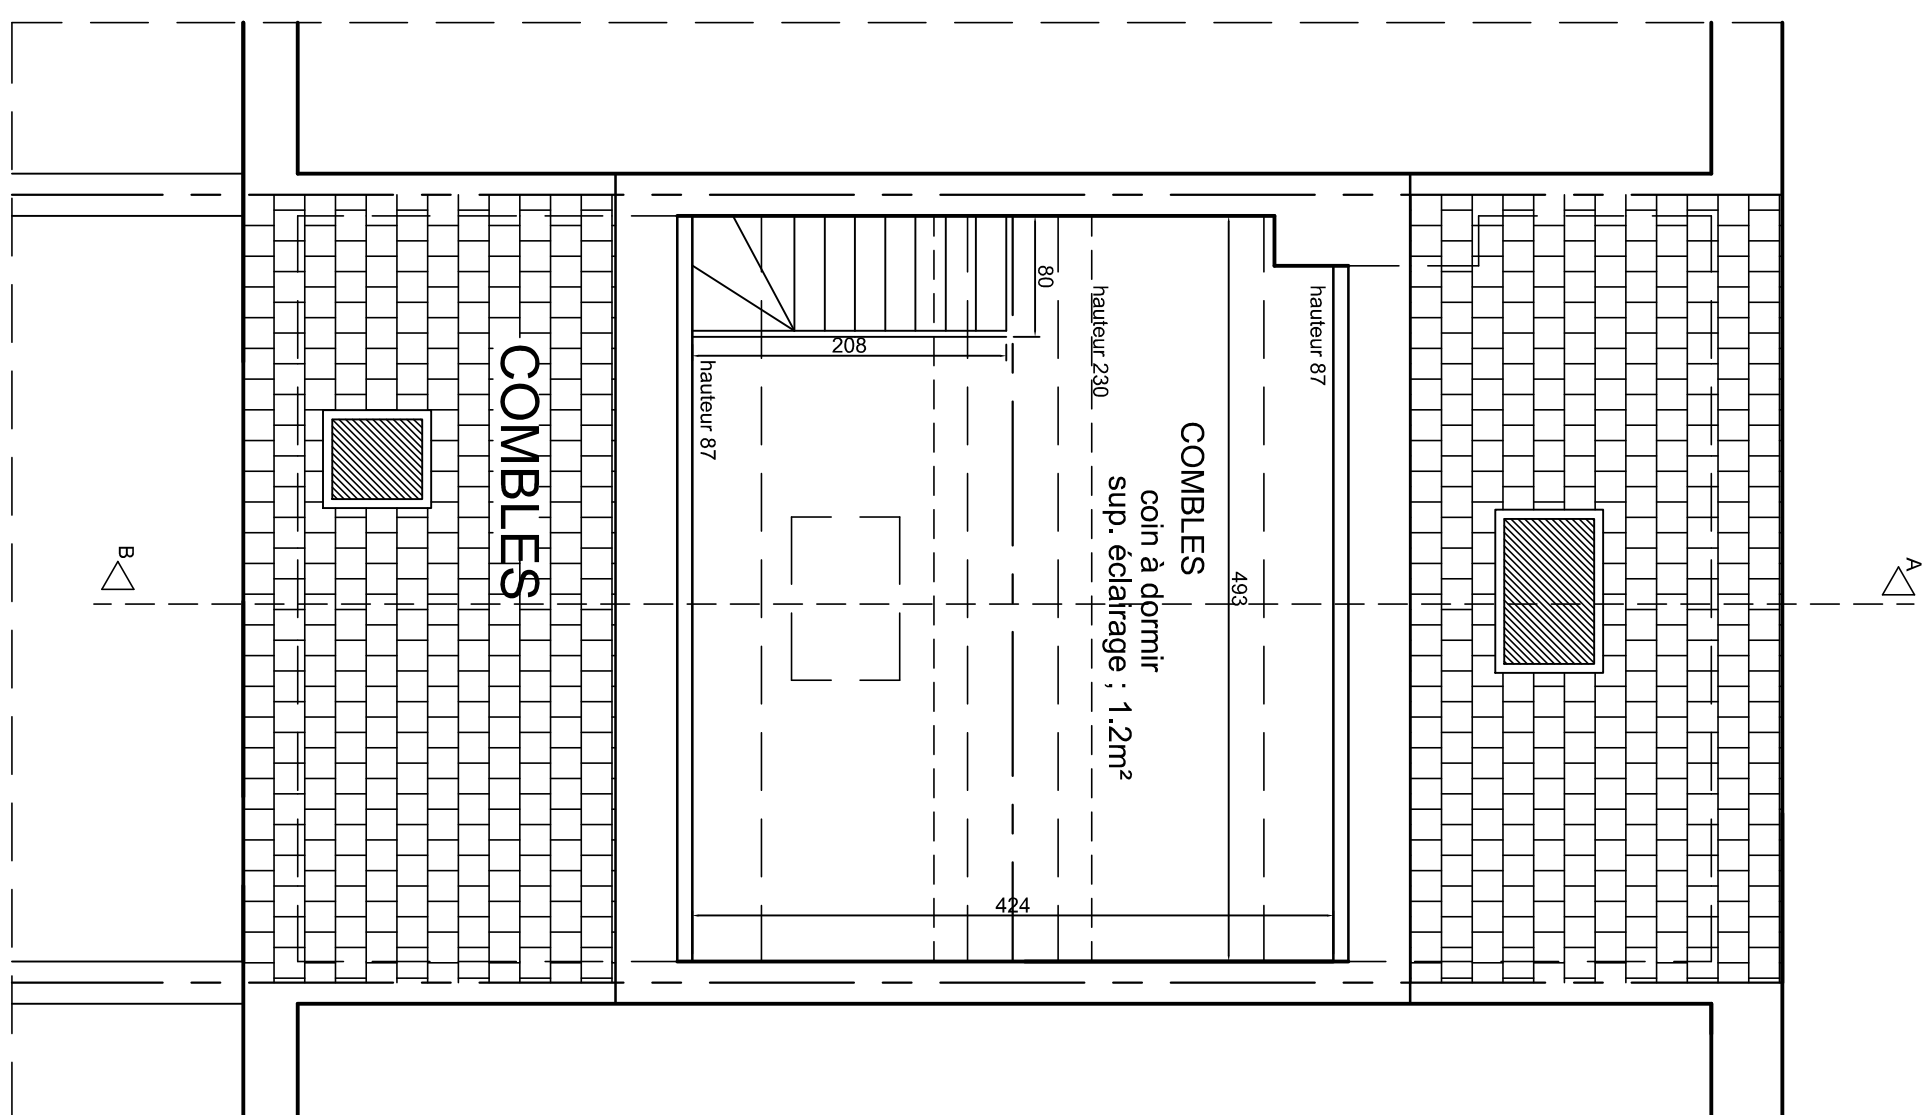 COMBLES
COMBLES
coin à dormir
sup. éclairage ; 1.2m²
hauteur 87
hauteur 230
hauteur 87
80
208
493
424
A
B